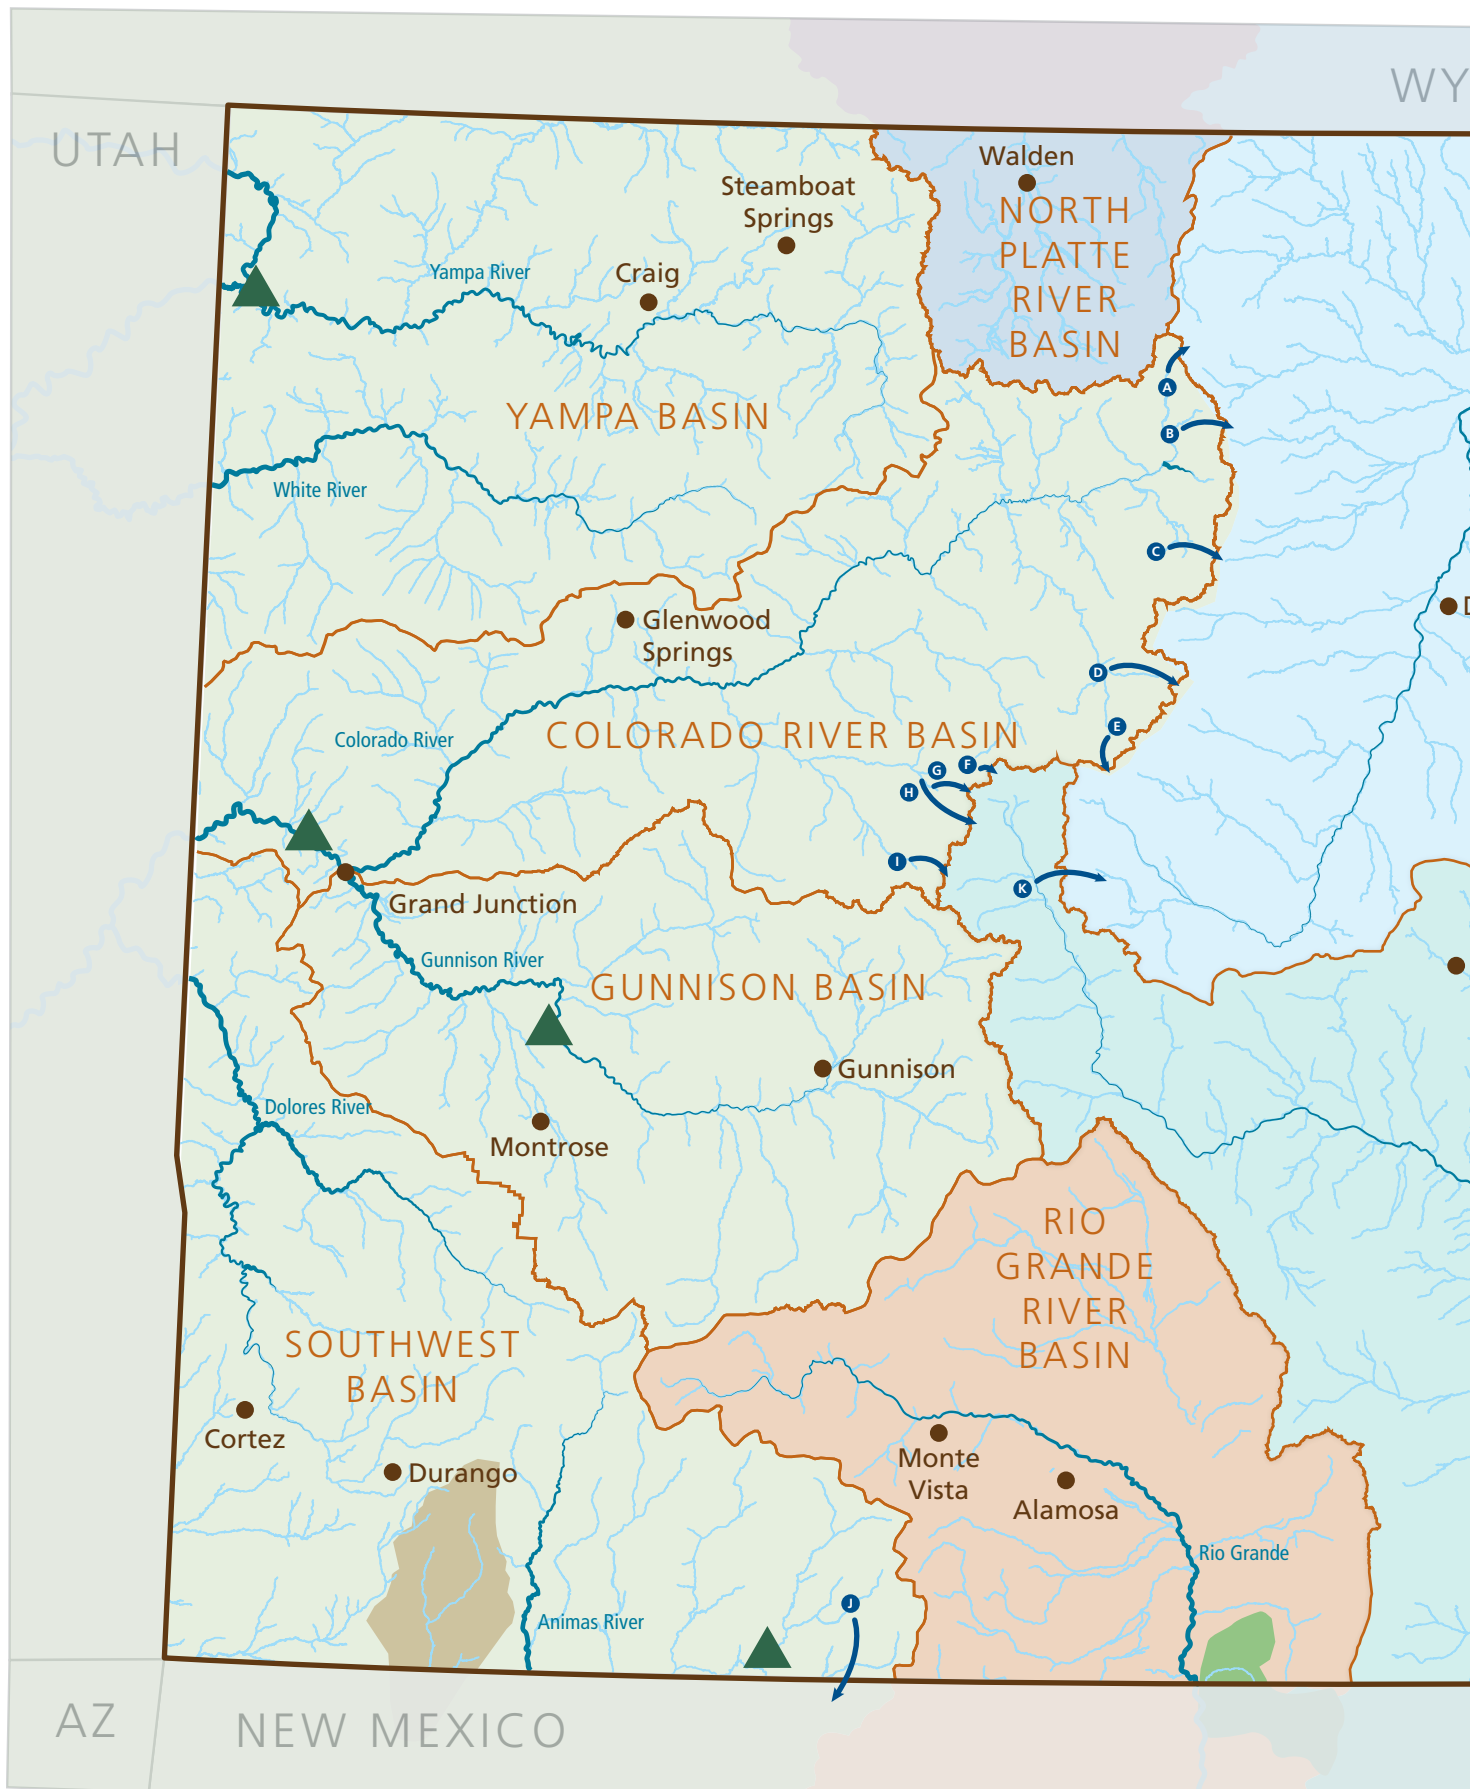 WY
UTAH
Walden
Steamboat
Springs
NORTH
PLATTE
RIVER
BASIN
Yampa River
Craig
A
YAMPA BASIN
B
White River
C
D
Glenwood
Springs
D
E
Colorado River
COLORADO RIVER BASIN
F
G
H
I
K
Grand Junction
Gunnison River
GUNNISON BASIN
Gunnison
Dolores River
Montrose
RIO
GRANDE
RIVER
BASIN
SOUTHWEST
BASIN
Cortez
Durango
Monte
Vista
Alamosa
Rio Grande
J
Animas River
AZ
NEW MEXICO